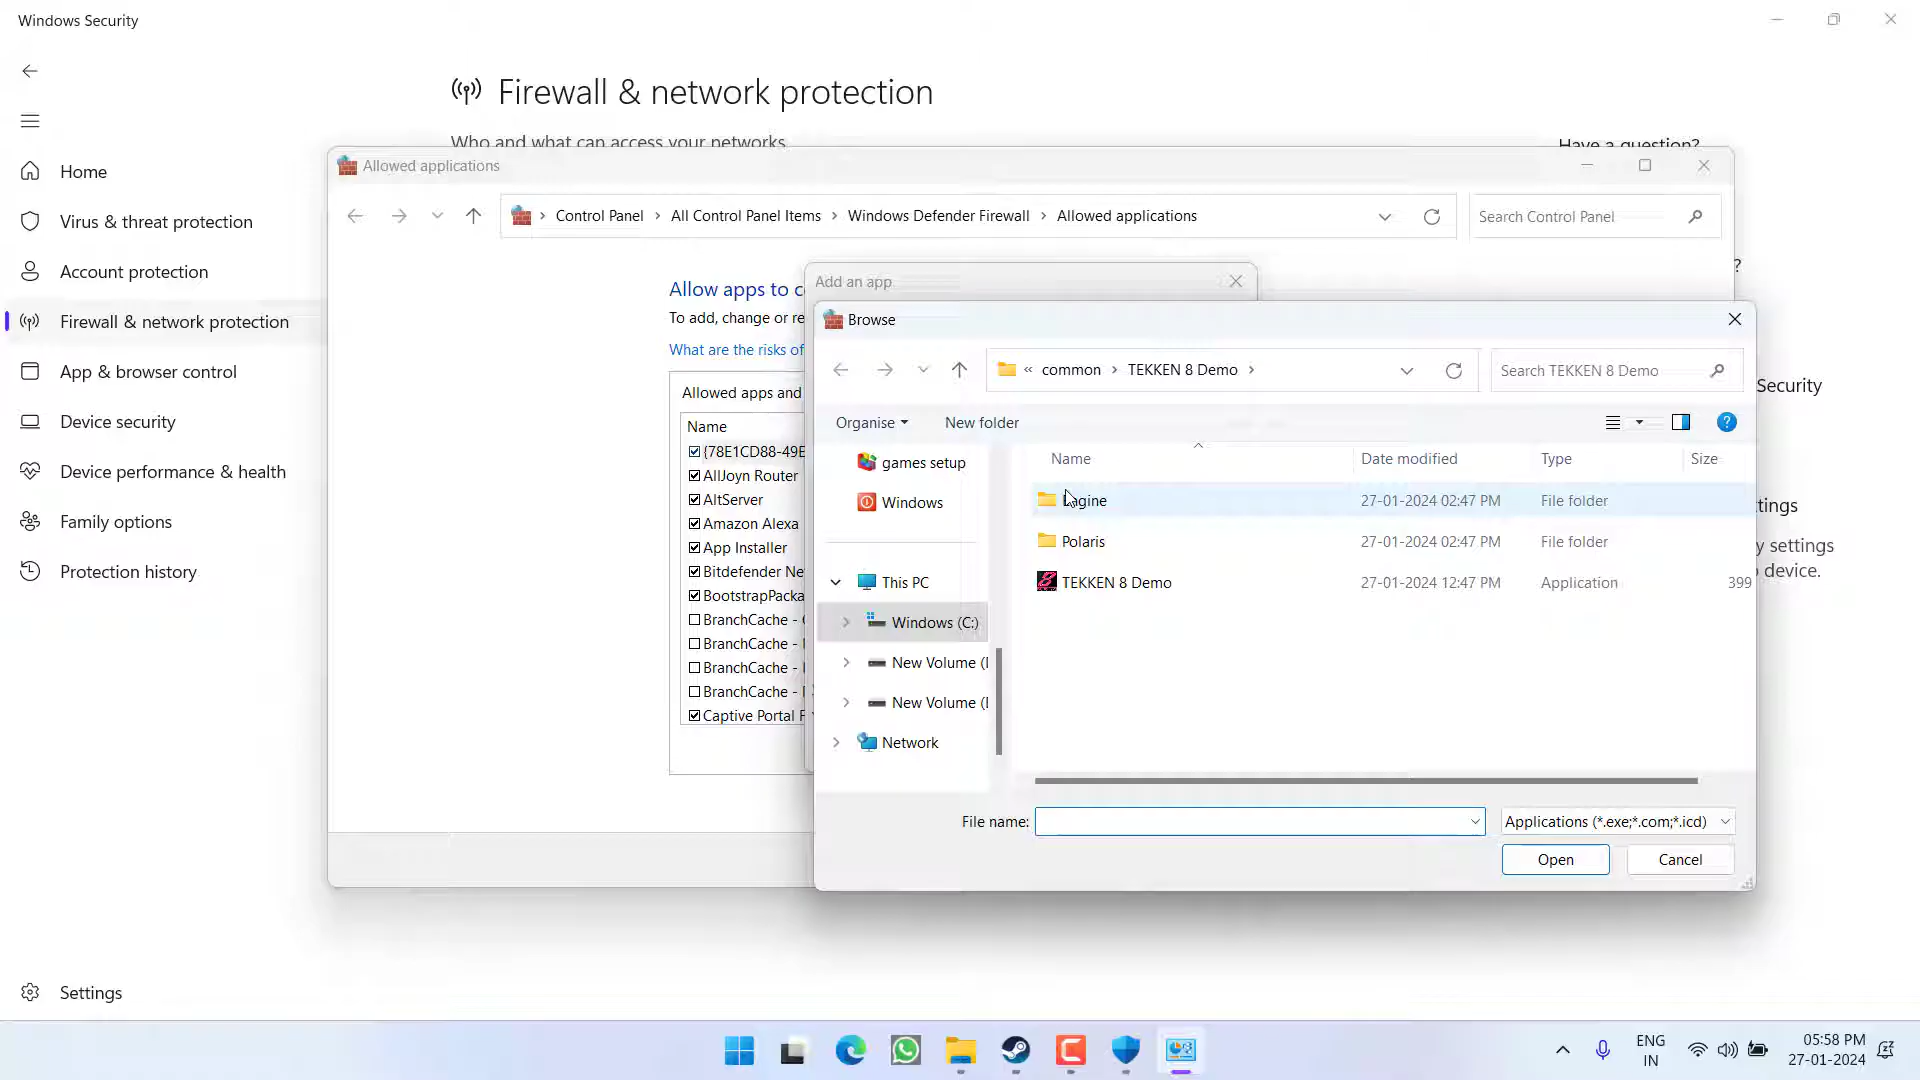 Windows Security
Firewall & network protection
Who and what can access your networks.
Have a question?
Home
Virus & threat protection
Account protection
Firewall & network protection
App & browser control
Device security
Device performance & health
Family options
Protection history
Settings
Allowed applications
Control Panel > All Control Panel Items > Windows Defender Firewall > Allowed applications
Search Control Panel
?
Allow apps to c
To add, change or re
What are the risks of
Allowed apps and
Name
{78E1CD88-49E
AllJoyn Router
AltServer
Amazon Alexa
App Installer
Bitdefender Ne
BootstrapPacka
BranchCache -
BranchCache -
BranchCache -
BranchCache -
Captive Portal F
Add an app
Browse
« common > TEKKEN 8 Demo >
Search TEKKEN 8 Demo
Security
Organise
New folder
?
games setup
Windows
This PC
Windows (C:)
New Volume (
New Volume (
Network
Name
Date modified
Type
Size
Engine 27-01-2024 02:47 PM File folder
Polaris 27-01-2024 02:47 PM File folder
TEKKEN 8 Demo 27-01-2024 12:47 PM Application 399
ttings
y settings
device.
File name:
Applications (*.exe;*.com;*.icd)
Open
Cancel
ENG
IN
05:58 PM
27-01-2024